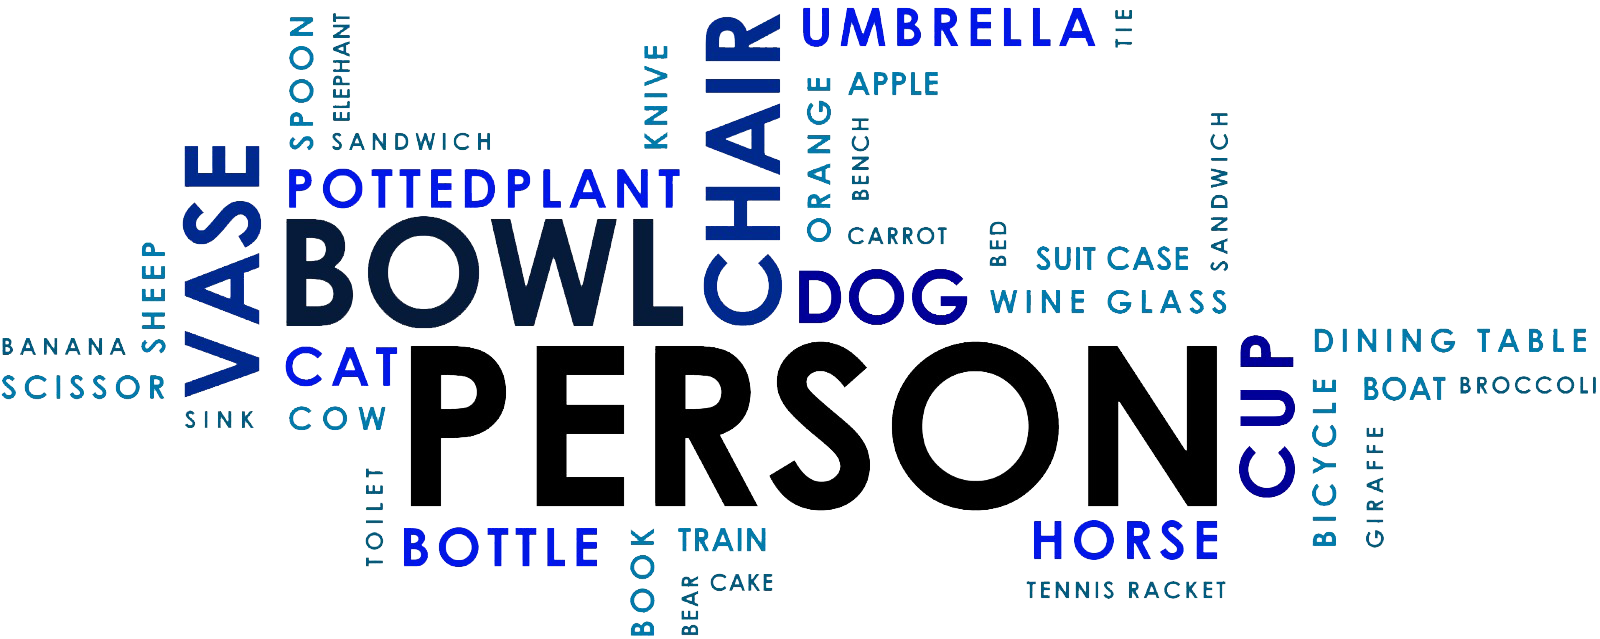 UMBRELLA
TIE
SPOON
ELEPHANT
KNIVE
CHAIR
ORANGE
APPLE
BENCH
SANDWICH
SANDWICH
VASE
POTTEDPLANT
BOWL
CARROT
BED
SUIT CASE
DOG
WINE GLASS
SHEEP
BANANA
SCISSOR
SINK
CAT
COW
PERSON
CUP
DINING TABLE
BOAT
BROCCOLI
BICYCLE
GIRAFFE
TOILET
BOTTLE
BOOK
TRAIN
BEAR
CAKE
HORSE
TENNIS RACKET